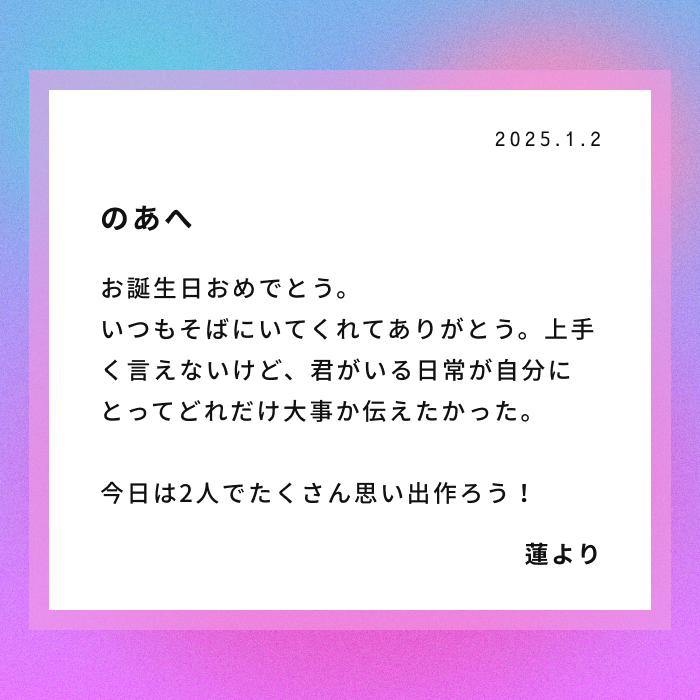 2025.1.2
のあへ
お誕生日おめでとう。
いつもそばにいてくれてありがとう。上手
く言えないけど、君がいる日常が自分に
とってどれだけ大事か伝えたかった。
今日は2人でたくさん思い出作ろう！
蓮より